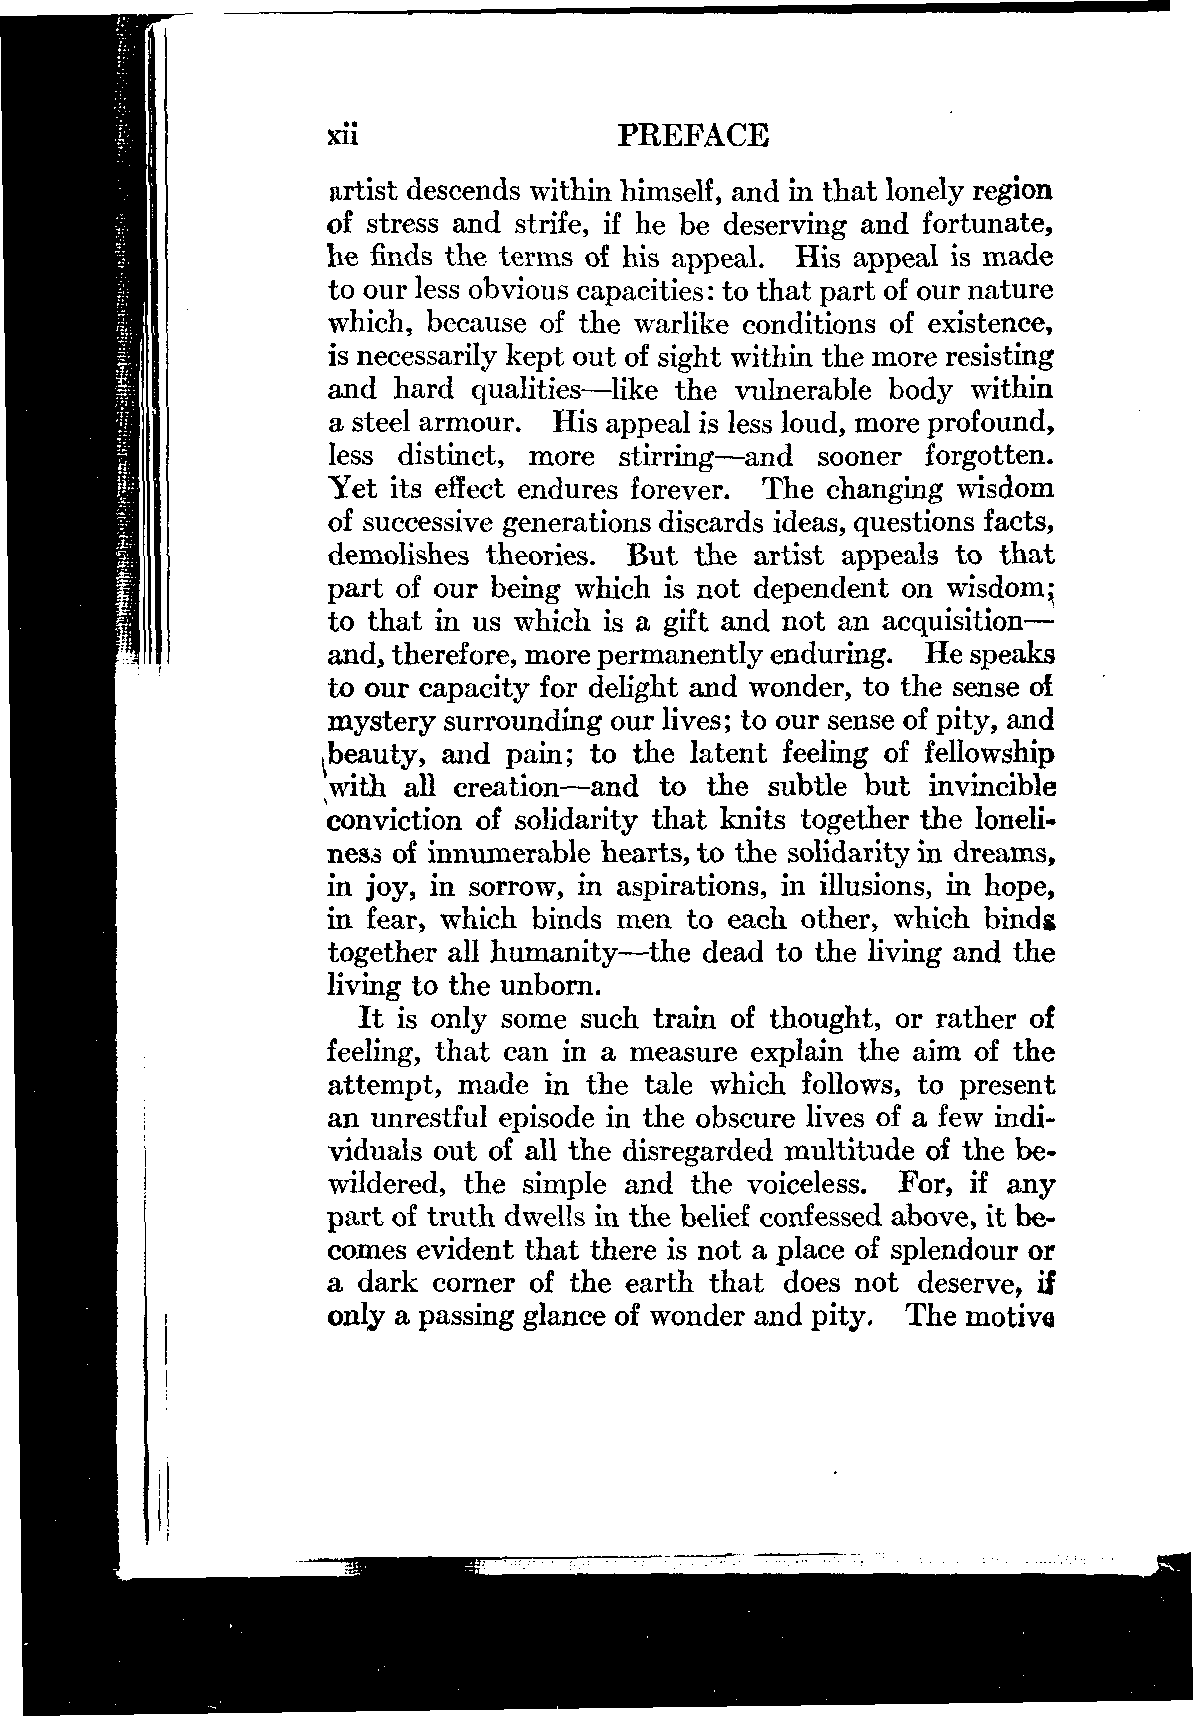 xii PREFACE
artist descends within himself, and in that lonely region
of stress and strife, if he be deserving and fortunate,
he finds the terms of his appeal. His appeal is made
to our less obvious capacities: to that part of our nature
which, because of the warlike conditions of existence,
is necessarily kept out of sight within the more resisting
and hard qualities—like the vulnerable body within
a steel armour. His appeal is less loud, more profound,
less distinct, more stirring—and sooner forgotten.
Yet its effect endures forever. The changing wisdom
of successive generations discards ideas, questions facts,
demolishes theories. But the artist appeals to that
part of our being which is not dependent on wisdom;
to that in us which is a gift and not an acquisition—
and, therefore, more permanently enduring. He speaks
to our capacity for delight and wonder, to the sense of
mystery surrounding our lives; to our sense of pity, and
beauty, and pain; to the latent feeling of fellowship
with all creation—and to the subtle but invincible
conviction of solidarity that knits together the loneli-
ness of innumerable hearts, to the solidarity in dreams,
in joy, in sorrow, in aspirations, in illusions, in hope,
in fear, which binds men to each other, which binds
together all humanity—the dead to the living and the
living to the unborn.
It is only some such train of thought, or rather of
feeling, that can in a measure explain the aim of the
attempt, made in the tale which follows, to present
an unrestful episode in the obscure lives of a few indi-
viduals out of all the disregarded multitude of the be-
wildered, the simple and the voiceless. For, if any
part of truth dwells in the belief confessed above, it be-
comes evident that there is not a place of splendour or
a dark corner of the earth that does not deserve, if
only a passing glance of wonder and pity. The motive